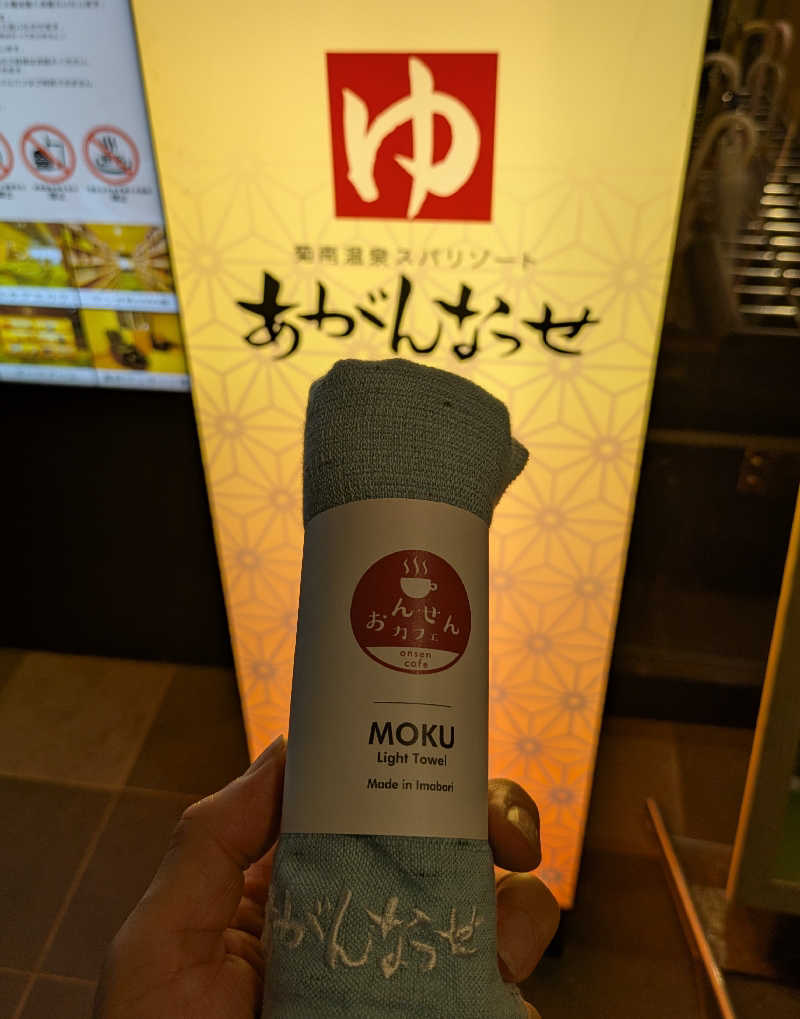 ゆ
菊南温泉スパリゾート
あがんなっせ
おんせん
カフェ
onsen
cafe
MOKU
Light Towel
Made in Imabari
あがんなっせ